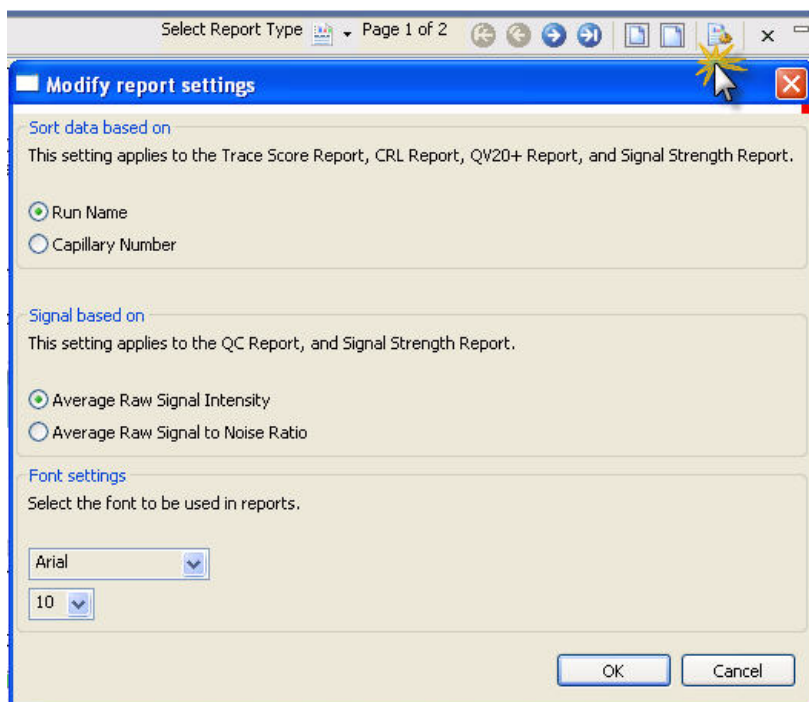 Select Report Type Page 1 of 2
Modify report settings
Sort data based on
This setting applies to the Trace Score Report, CRL Report, QV20+ Report, and Signal Strength Report.
Run Name
Capillary Number
Signal based on
This setting applies to the QC Report, and Signal Strength Report.
Average Raw Signal Intensity
Average Raw Signal to Noise Ratio
Font settings
Select the font to be used in reports.
Arial
10
OK Cancel